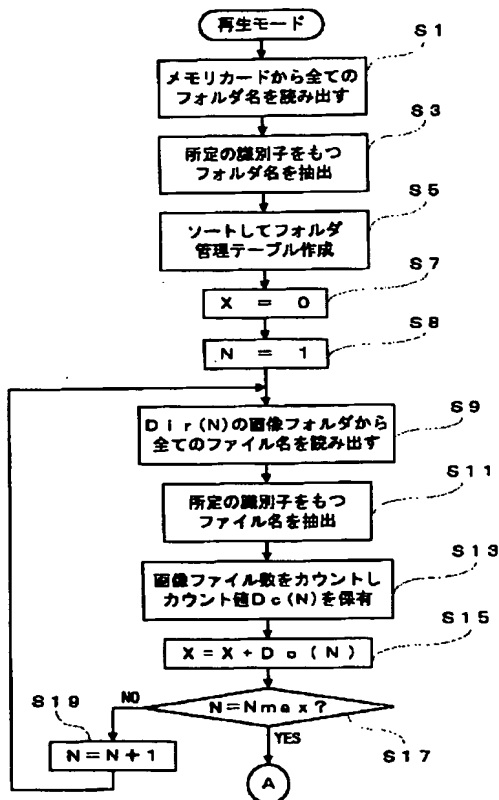 再生モード
S1
メモリカードから全ての
フォルダ名を読み出す
S3
所定の識別子をもつ
フォルダ名を抽出
S5
ソートしてフォルダ
管理テーブル作成
S7
X = 0
S8
N = 1
S9
Dir(N)の画像フォルダから
全てのファイル名を読み出す
S11
所定の識別子をもつ
ファイル名を抽出
S13
画像ファイル数をカウントし
カウント値Dc(N)を保有
S15
X=X+Dc(N)
S19
NO
N=Nmax?
YES
S17
N=N+1
A